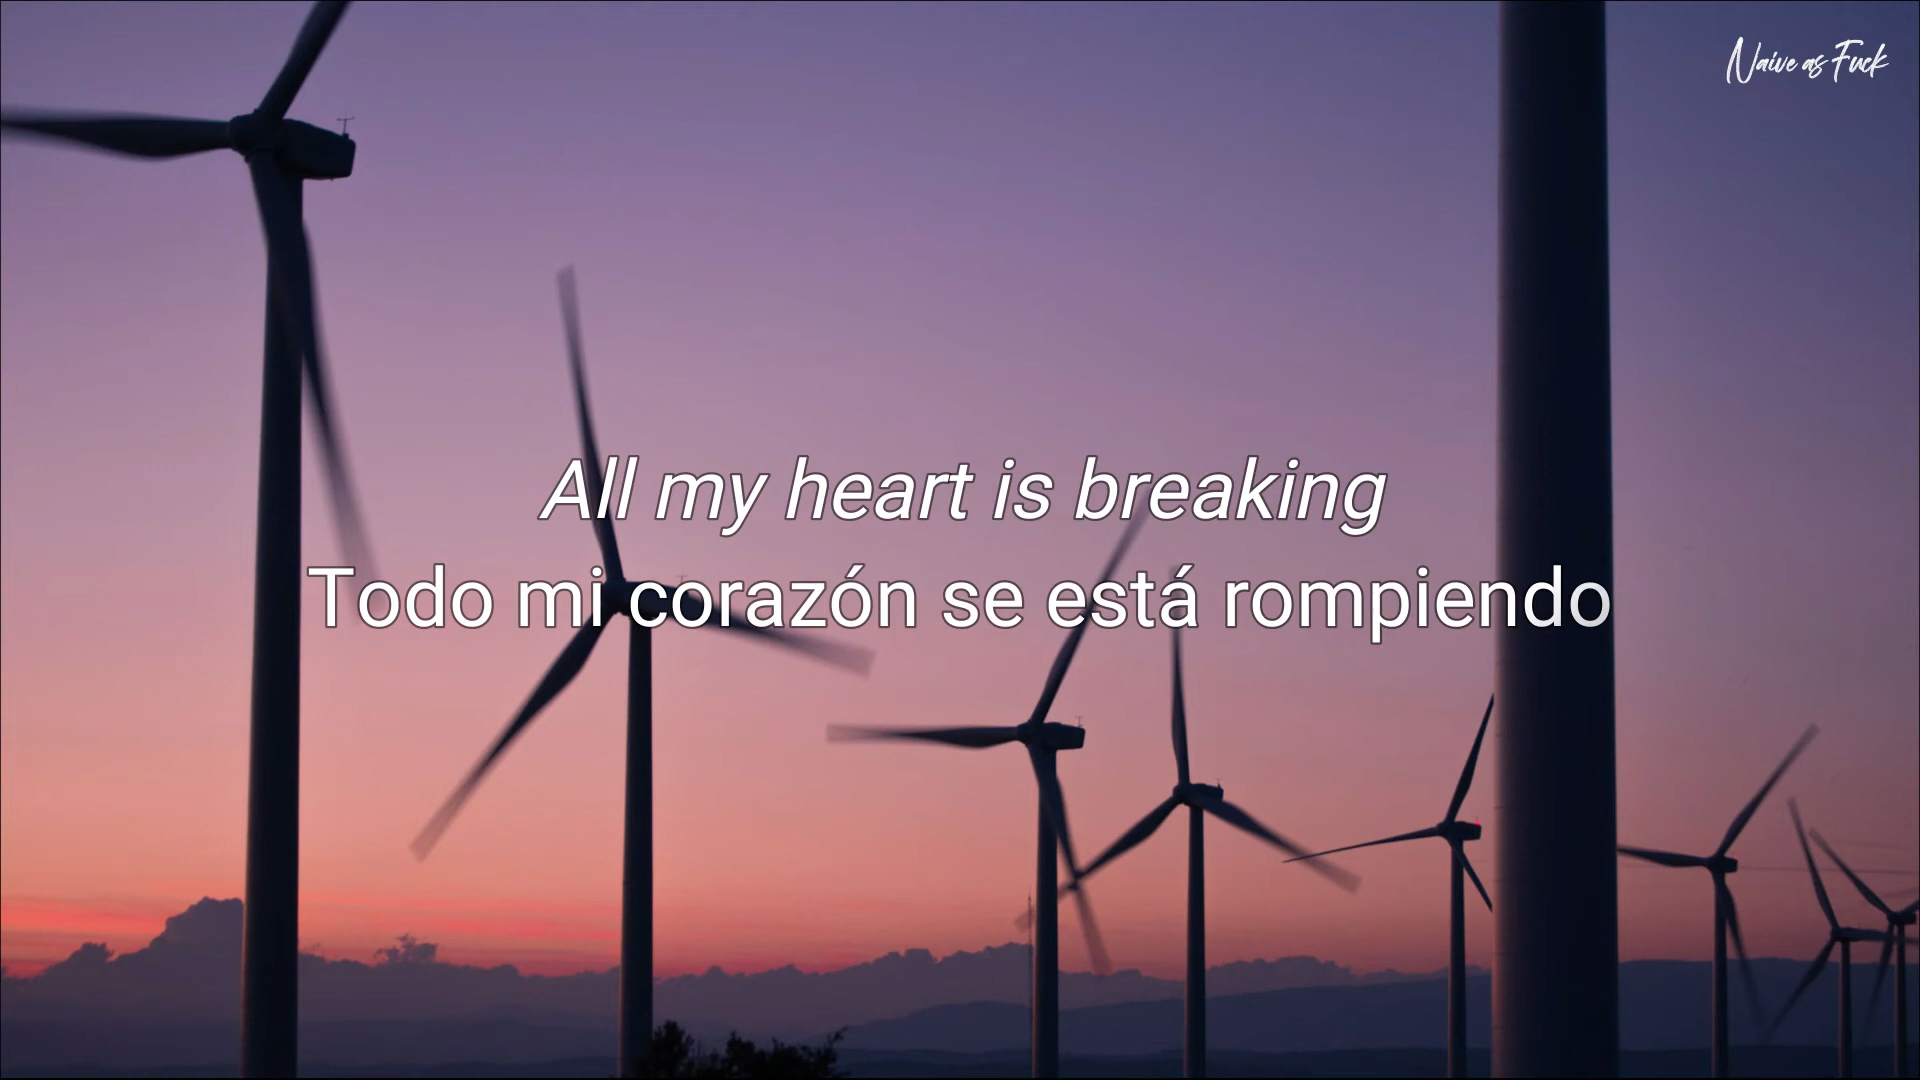 Naive as Fuck
All my heart is breaking
Todo mi corazón se está rompiendo